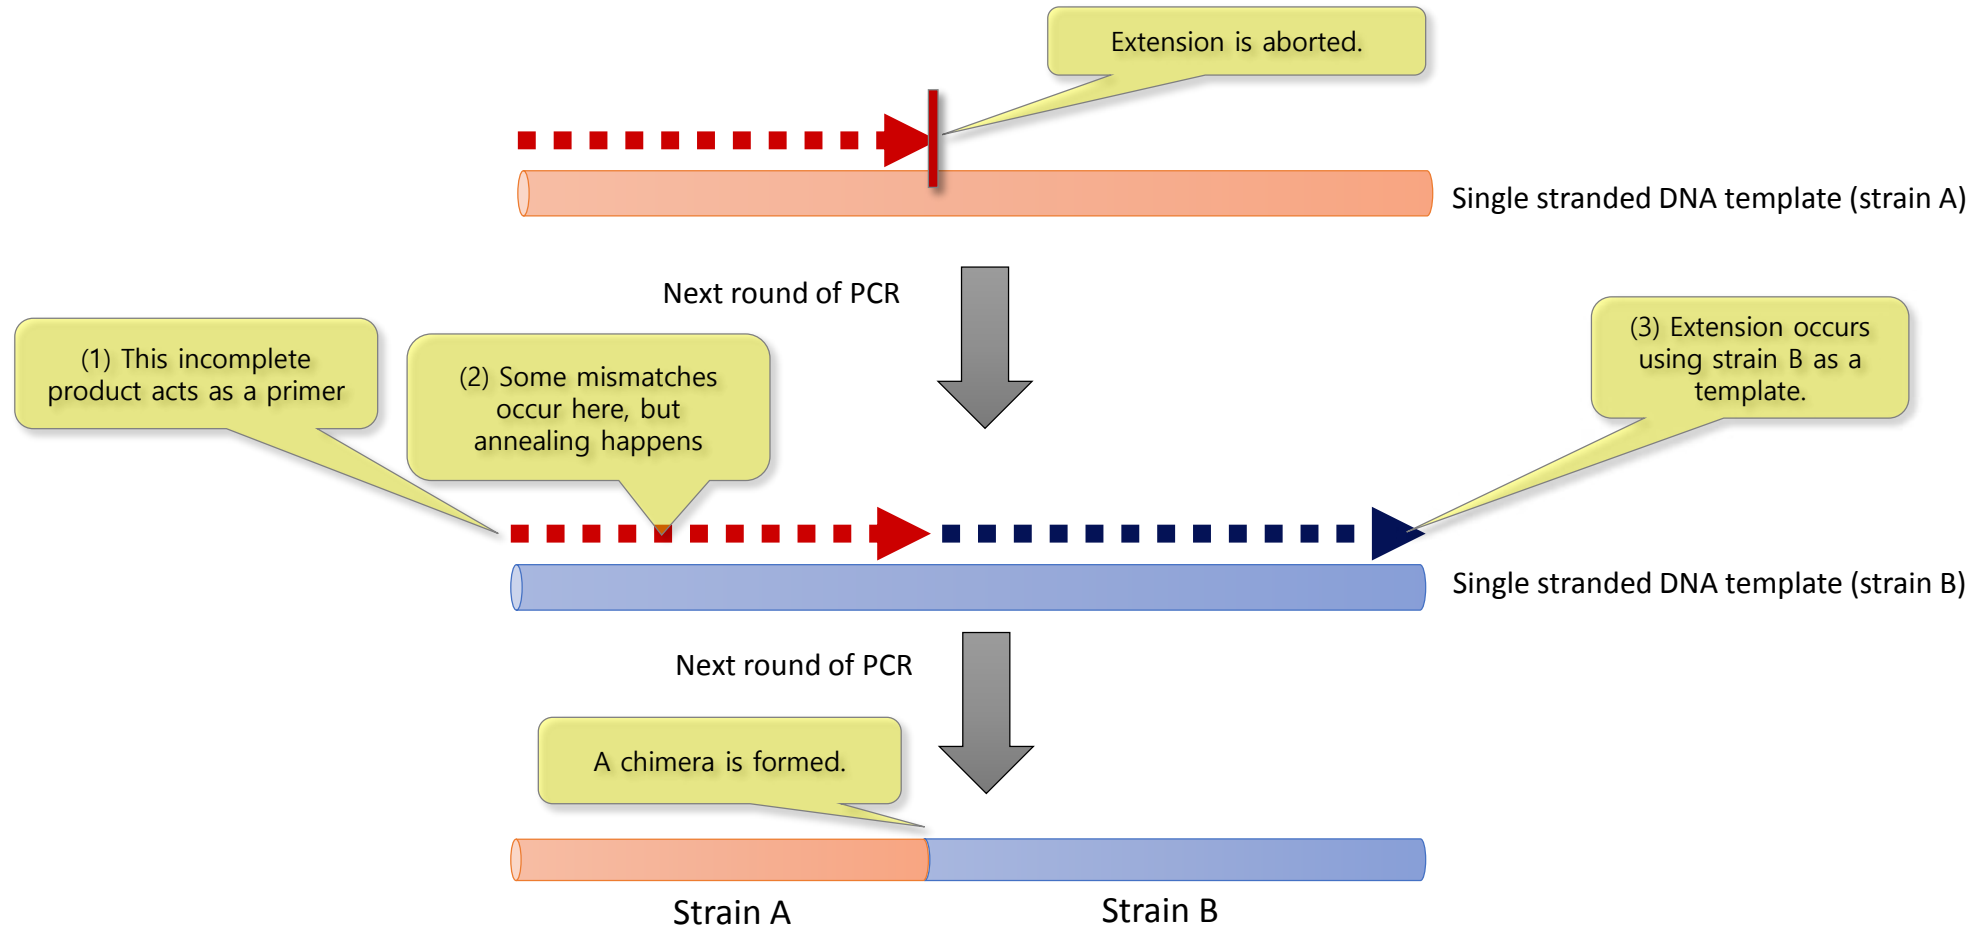 Extension is aborted.
Single stranded DNA template (strain A)
Next round of PCR
(1) This incomplete
product acts as a primer
(2) Some mismatches
occur here, but
annealing happens
(3) Extension occurs
using strain B as a
template.
Single stranded DNA template (strain B)
Next round of PCR
A chimera is formed.
Strain A
Strain B